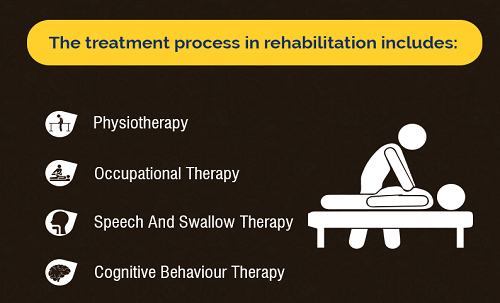 The treatment process in rehabilitation includes:
Physiotherapy
Occupational Therapy
Speech And Swallow Therapy
Cognitive Behaviour Therapy